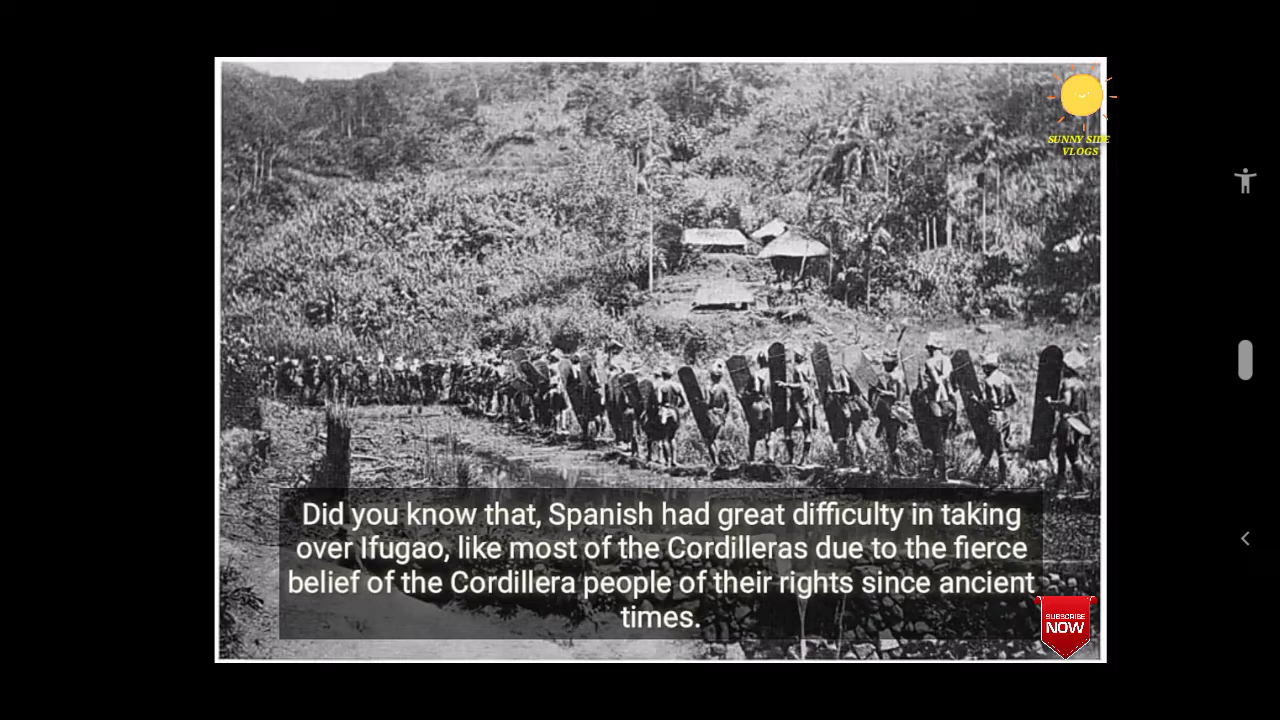 SUNNY SIDE
VLOGS
Did you know that, Spanish had great difficulty in taking
over Ifugao, like most of the Cordilleras due to the fierce
belief of the Cordillera people of their rights since ancient
times.
SUBSCRIBE
NOW